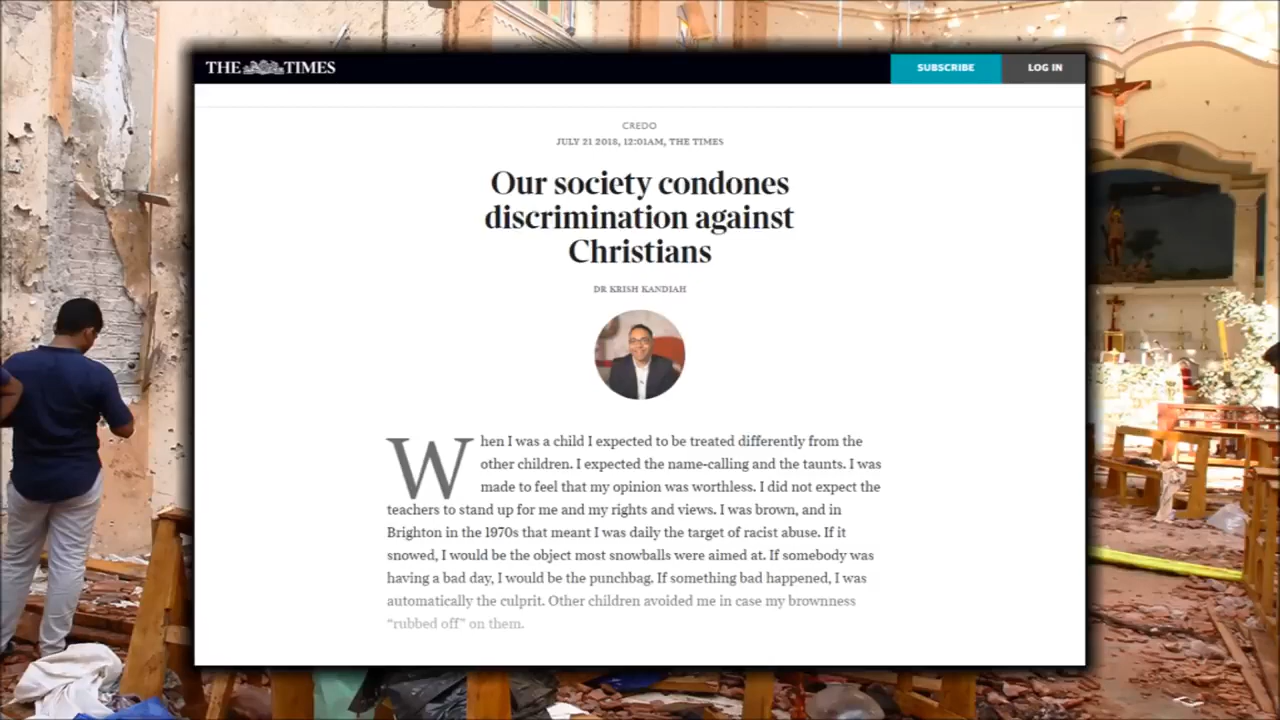 THE TIMES
SUBSCRIBE
LOG IN
CREDO
JULY 21 2018, 12:01AM, THE TIMES
Our society condones
discrimination against
Christians
DR KRISH KANDIAH
When I was a child I expected to be treated differently from the
other children. I expected the name-calling and the taunts. I was
made to feel that my opinion was worthless. I did not expect the
teachers to stand up for me and my rights and views. I was brown, and in
Brighton in the 1970s that meant I was daily the target of racist abuse. If it
snowed, I would be the object most snowballs were aimed at. If somebody was
having a bad day, I would be the punchbag. If something bad happened, I was
automatically the culprit. Other children avoided me in case my brownness
“rubbed off” on them.